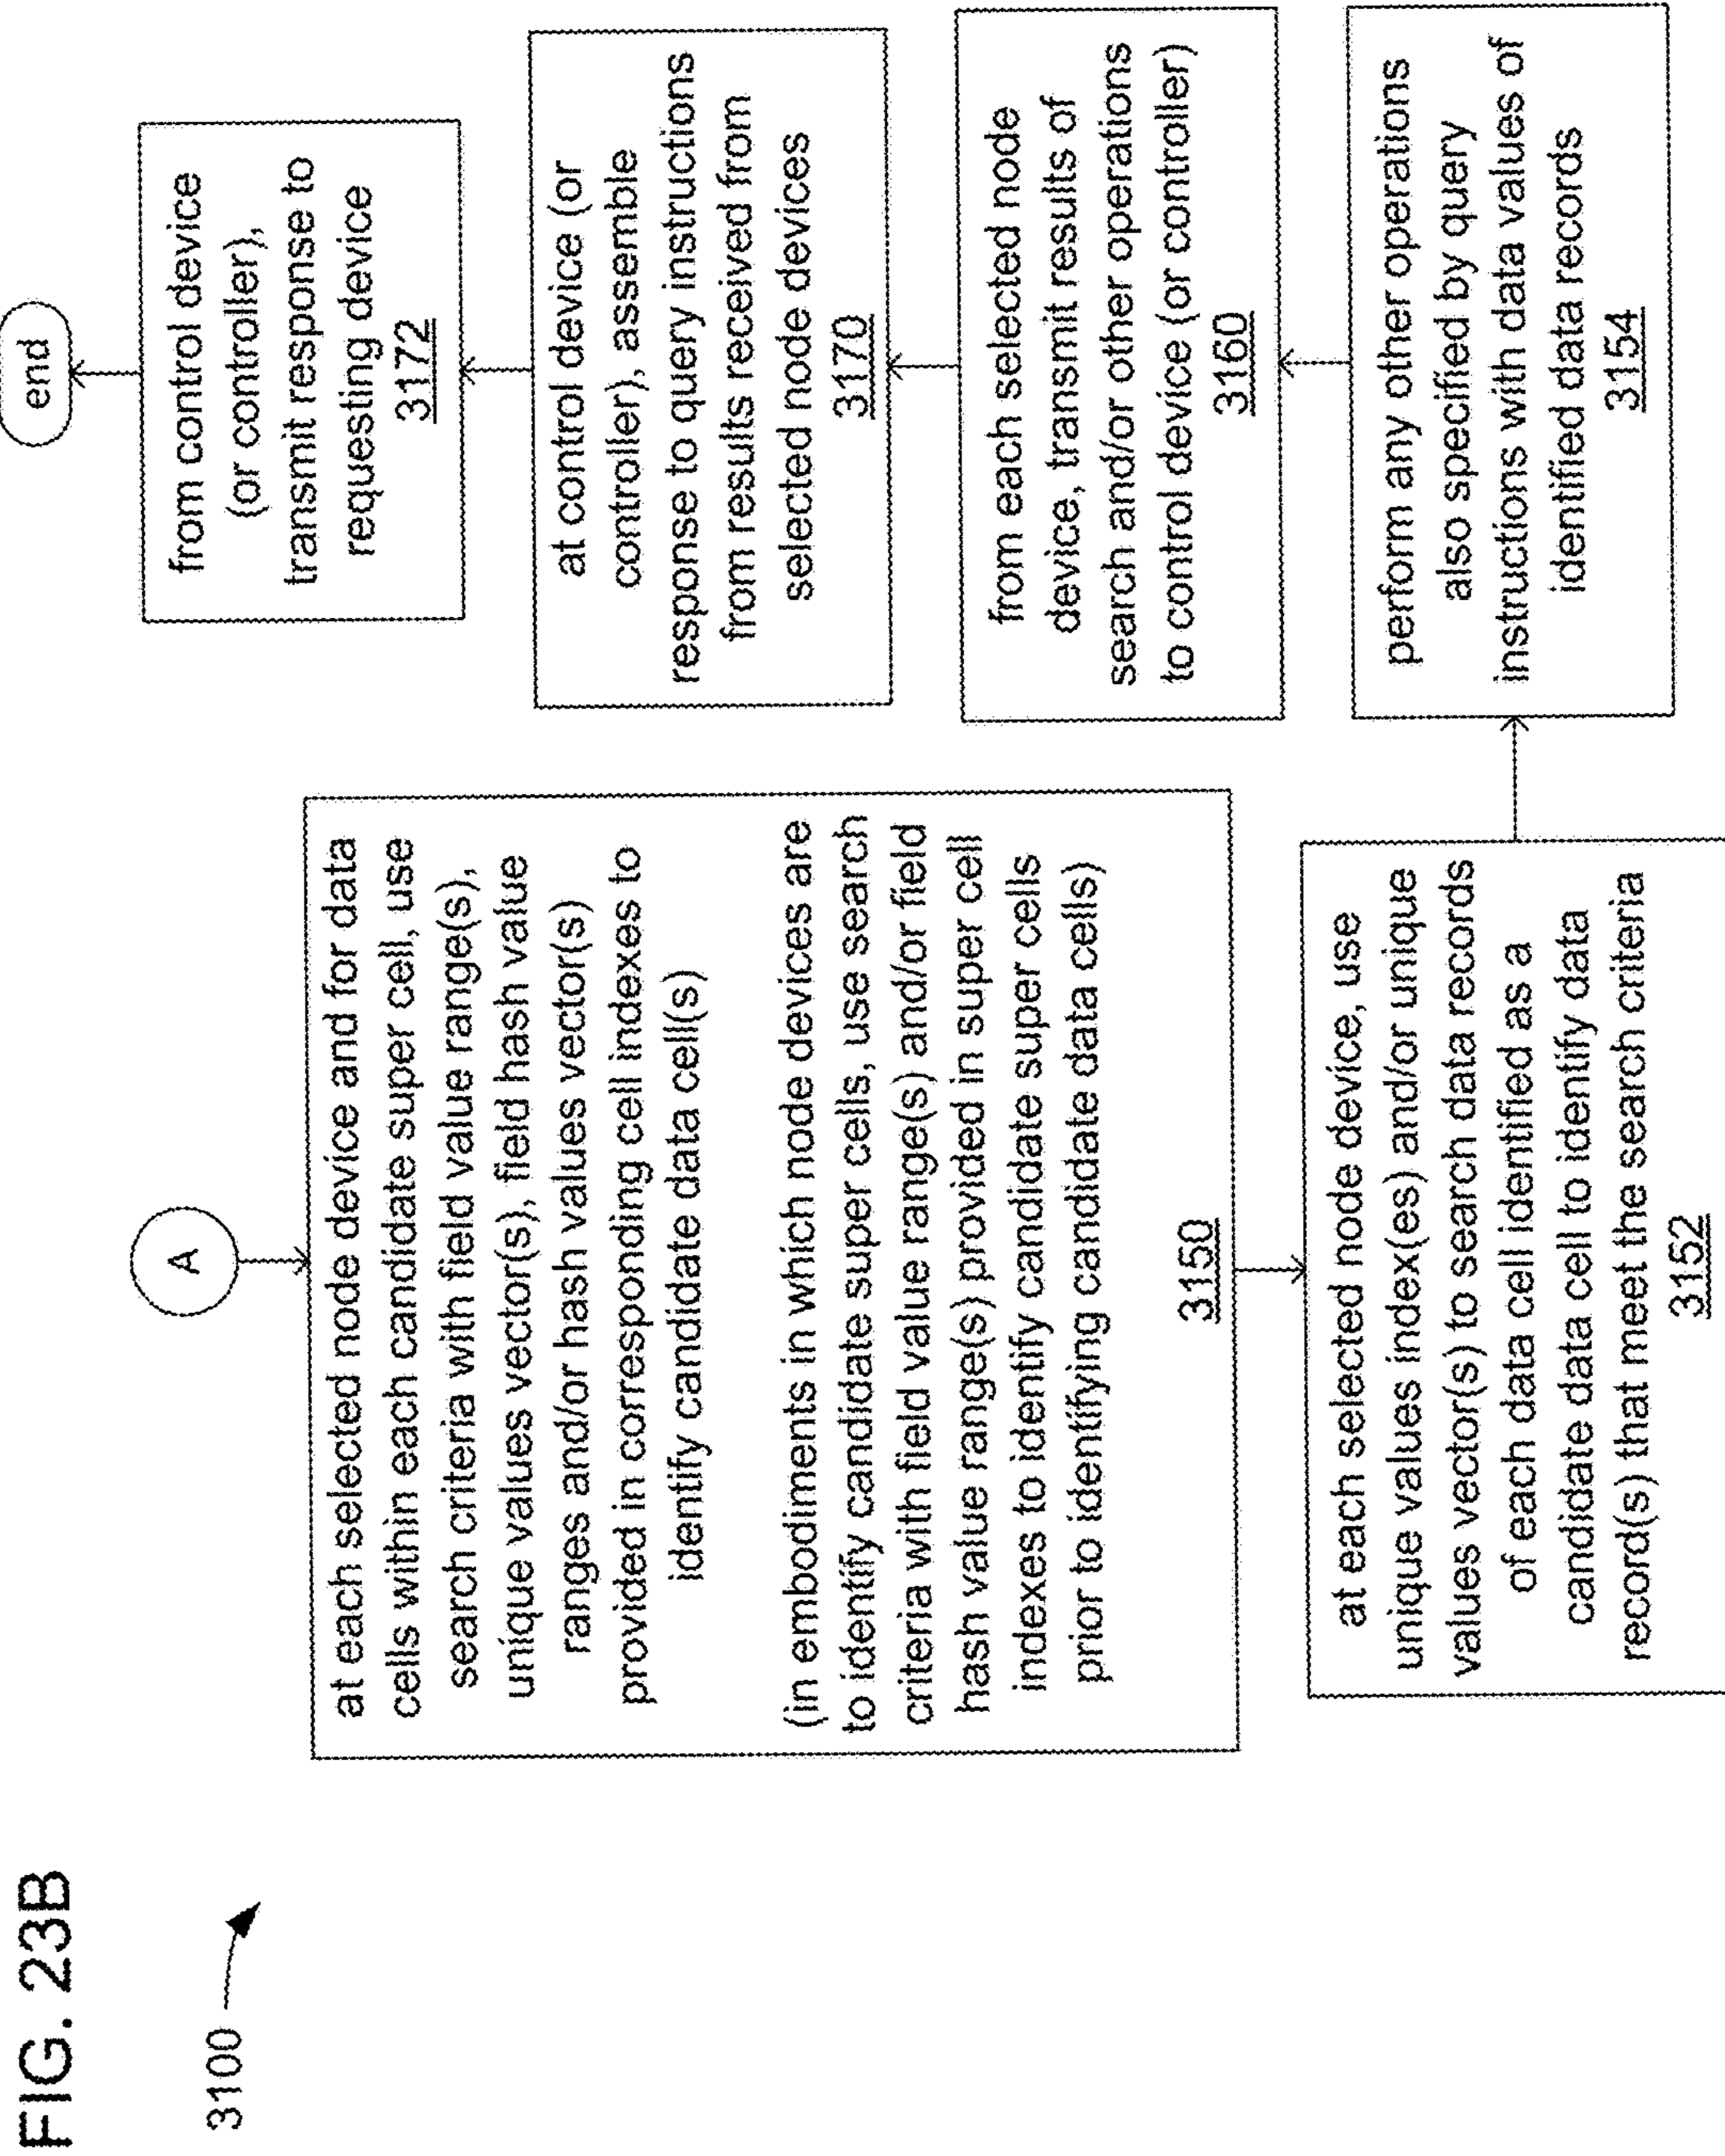 FIG. 23B
3100
A
at each selected node device and for data
cells within each candidate super cell, use
search criteria with field value range(s),
unique values vector(s), field hash value
ranges and/or hash values vector(s)
provided in corresponding cell indexes to
identify candidate data cell(s)
(in embodiments in which node devices are
to identify candidate super cells, use search
criteria with field value range(s) and/or field
hash value range(s) provided in super cell
indexes to identify candidate super cells
prior to identifying candidate data cells)
3150
at each selected node device, use
unique values index(es) and/or unique
values vector(s) to search data records
of each data cell identified as a
candidate data cell to identify data
record(s) that meet the search criteria
3152
perform any other operations
also specified by query
instructions with data values of
identified data records
3154
from each selected node
device, transmit results of
search and/or other operations
to control device (or controller)
3160
at control device (or
controller), assemble
response to query instructions
from results received from
selected node devices
3170
from control device
(or controller),
transmit response to
requesting device
3172
end